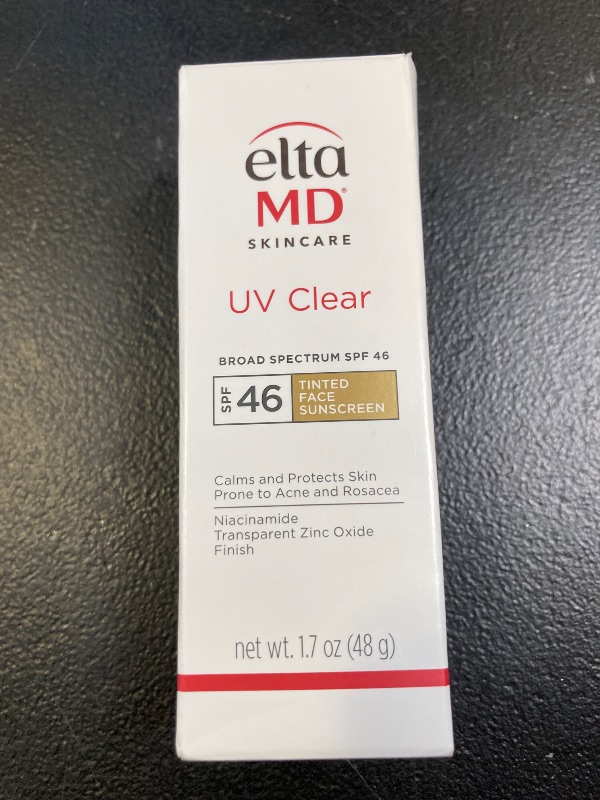 elta
MD®
SKINCARE
UV Clear
BROAD SPECTRUM SPF 46
SPF 46 TINTED
FACE
SUNSCREEN
Calms and Protects Skin
Prone to Acne and Rosacea
Niacinamide
Transparent Zinc Oxide
Finish
net wt. 1.7 oz (48 g)